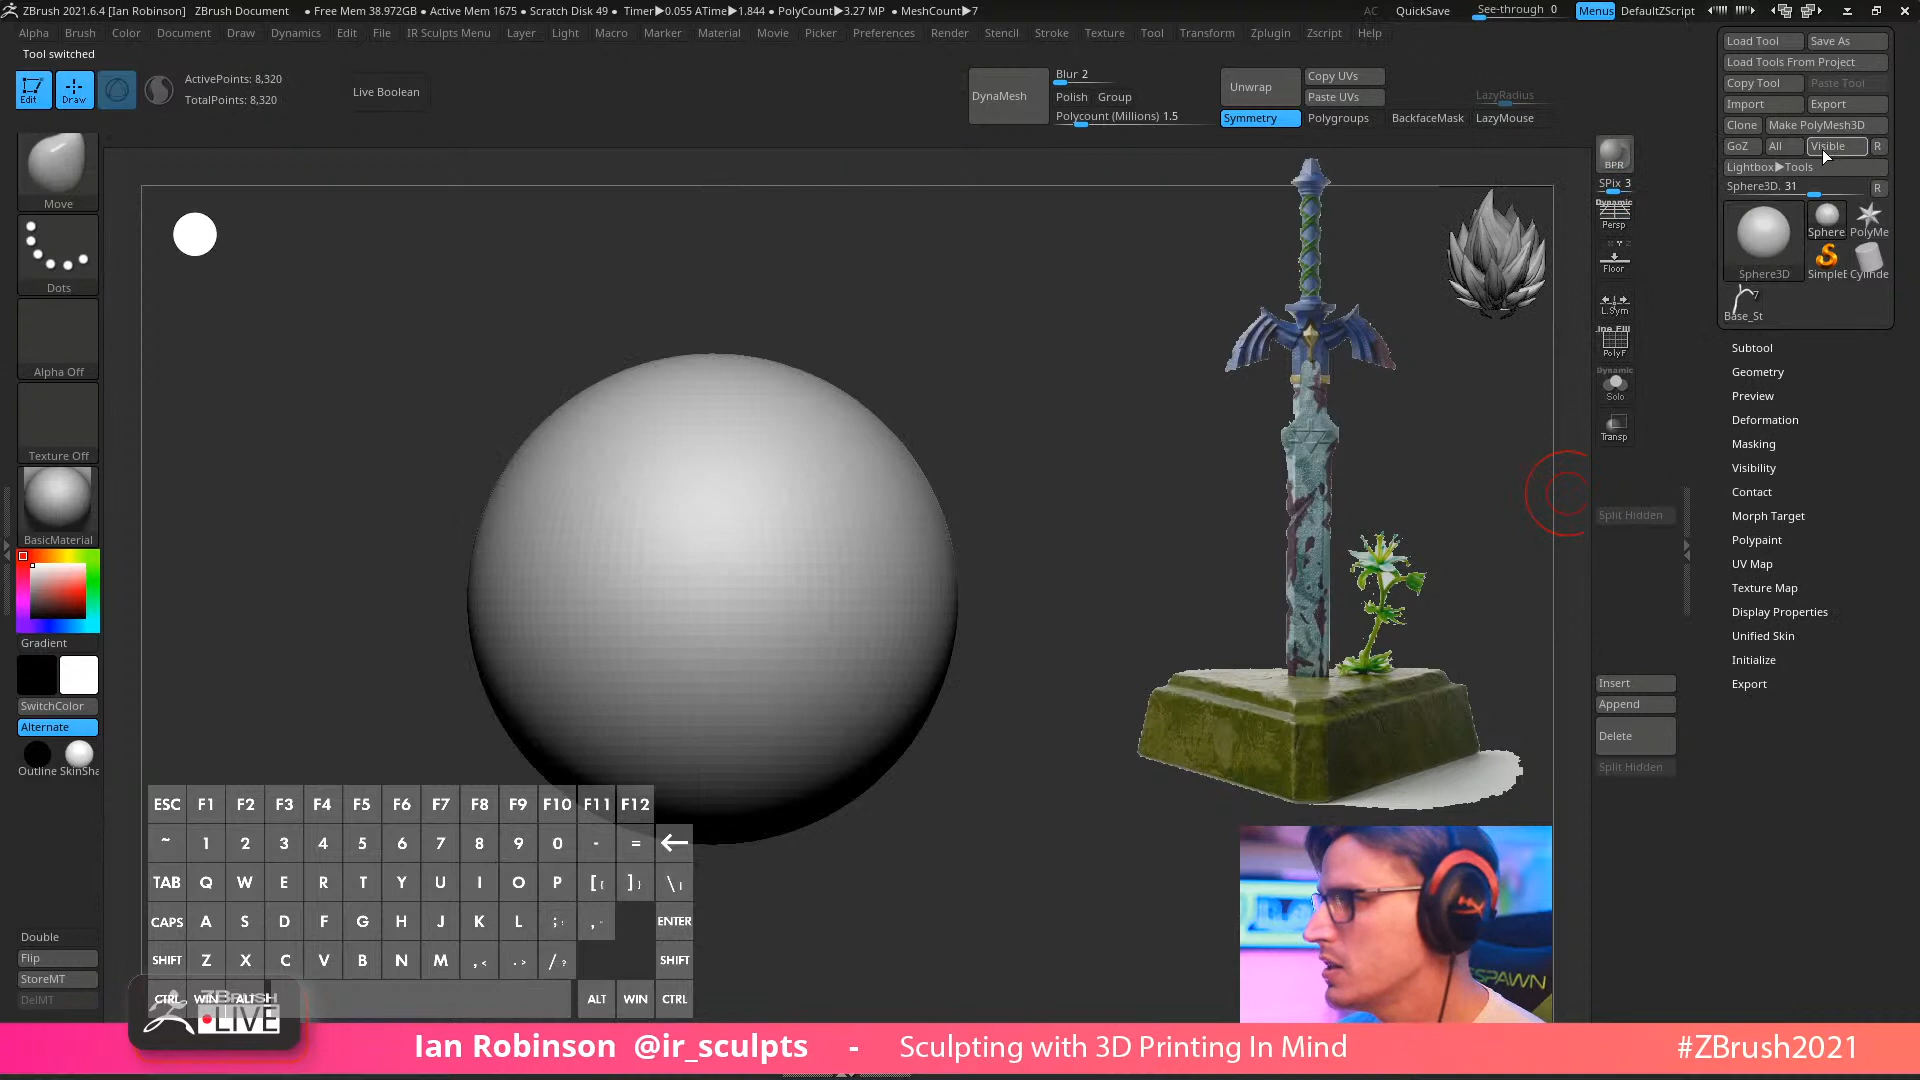 ZBrush 2021.6.4 [Ian Robinson] ZBrush Document ● Free Mem 38.972GB ● Active Mem 1675 ● Scratch Disk 49 ● Timer▶0.055 ATime▶1.844 ● PolyCount▶3.27 MP ● MeshCount▶7 AC QuickSave See-through 0 Menus DefaultZScript
Alpha Brush Color Document Draw Dynamics Edit File IR Sculpts Menu Layer Light Macro Marker Material Movie Picker Preferences Render Stencil Stroke Texture Tool Transform Zplugin Zscript Help
Tool switched
Edit Draw
ActivePoints: 8,320
TotalPoints: 8,320
Live Boolean
DynaMesh
Blur 2
Polish Group
Polycount (Millions) 1.5
Unwrap
Copy UVs
Paste UVs
LazyRadius
Symmetry Polygroups BackfaceMask LazyMouse
Load Tool Save As
Load Tools From Project
Copy Tool Paste Tool
Import Export
Clone Make PolyMesh3D
GoZ All Visible R
Lightbox▶Tools
Sphere3D. 31 R
Sphere3D Sphere PolyMe
SimpleB Cylinde
7
Base_St
Subtool
Geometry
Preview
Deformation
Masking
Visibility
Contact
Morph Target
Polypaint
UV Map
Texture Map
Display Properties
Unified Skin
Initialize
Export
BPR
SPix 3
Dynamic
Persp
Floor
L.Sym
Line Fill
PolyF
Dynamic
Solo
Transp
Split Hidden
Insert
Append
Delete
Split Hidden
Move
Dots
Alpha Off
Texture Off
BasicMaterial
Gradient
SwitchColor
Alternate
Outline SkinSha
Double
Flip
StoreMT
DelMT
ESC F1 F2 F3 F4 F5 F6 F7 F8 F9 F10 F11 F12
~ 1 2 3 4 5 6 7 8 9 0 - = ←
TAB Q W E R T Y U I O P [{ ]} \|
CAPS A S D F G H J K L ;: ENTER
SHIFT Z X C V B N M ,< .> /? SHIFT
CTRL WIN ALT ALT WIN CTRL
ZBRUSH
LIVE
HX
ESPAWN
Ian Robinson @ir_sculpts - Sculpting with 3D Printing In Mind #ZBrush2021